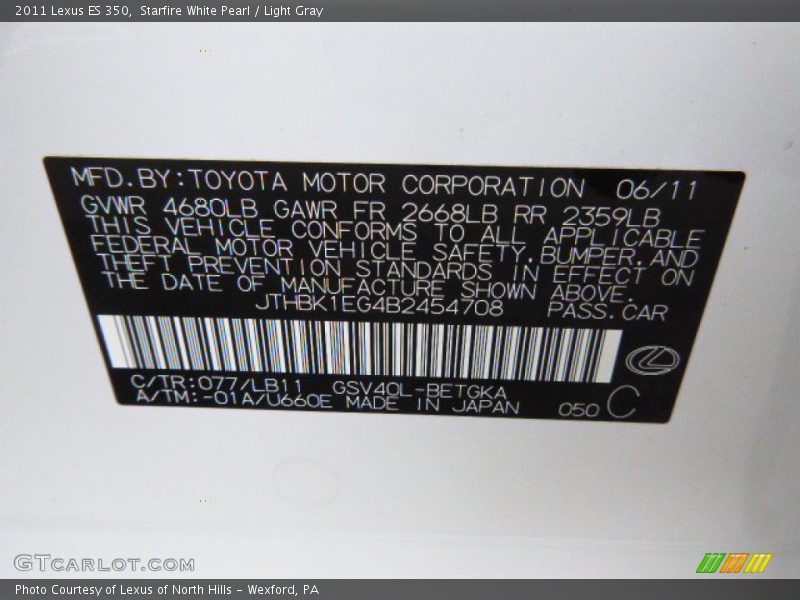 2011 Lexus ES 350, Starfire White Pearl / Light Gray
MFD.BY:TOYOTA MOTOR CORPORATION 06/11
GVWR 4680LB GAWR FR 2668LB RR 2359LB
THIS VEHICLE CONFORMS TO ALL APPLICABLE
FEDERAL MOTOR VEHICLE SAFETY,BUMPER,AND
THEFT PREVENTION STANDARDS IN EFFECT ON
THE DATE OF MANUFACTURE SHOWN ABOVE.
JTHBK1EG4B2454708 PASS.CAR
C/TR:077/LB11 GSV40L-BETGKA
A/TM:-01A/U660E MADE IN JAPAN 050 C
GTCARLOT.COM
Photo Courtesy of Lexus of North Hills - Wexford, PA